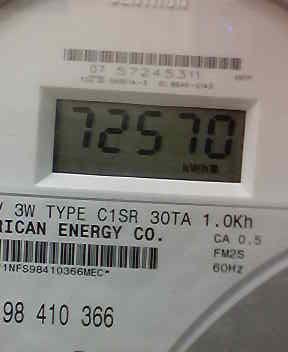 07 57245311
72570
kWh
V 3W TYPE C1SR 30TA 1.0Kh
RICAN ENERGY CO.
CA 0.5
FM2S
60Hz
1NFS98410366MEC*
98 410 366